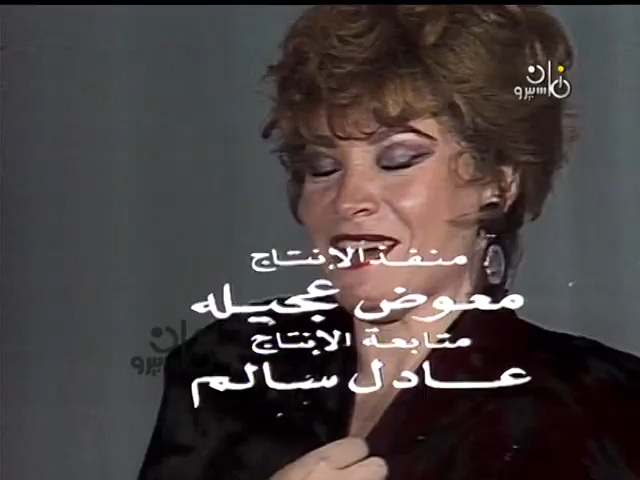 منفذ الإنتاج
معوض عجيله
متابعة الإنتاج
عادل سالم